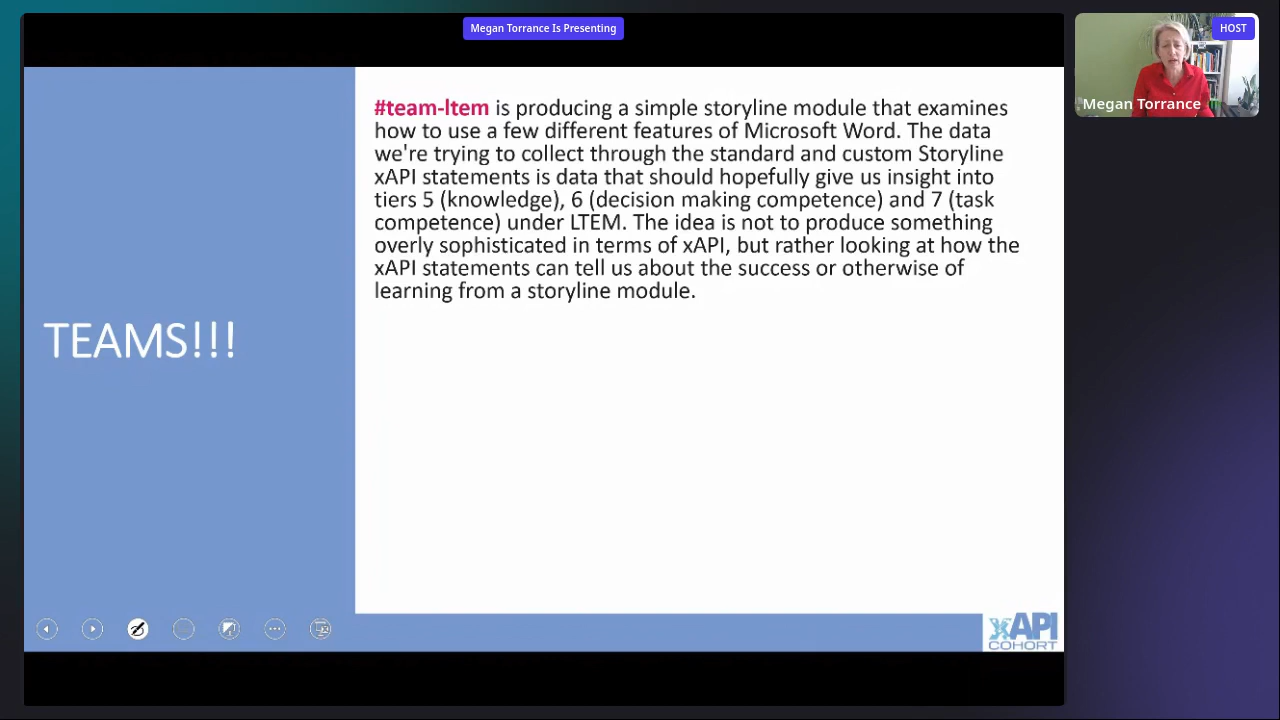 Megan Torrance Is Presenting
HOST
Megan Torrance
#team-ltem is producing a simple storyline module that examines
how to use a few different features of Microsoft Word. The data
we're trying to collect through the standard and custom Storyline
xAPI statements is data that should hopefully give us insight into
tiers 5 (knowledge), 6 (decision making competence) and 7 (task
competence) under LTEM. The idea is not to produce something
overly sophisticated in terms of xAPI, but rather looking at how the
xAPI statements can tell us about the success or otherwise of
learning from a storyline module.
TEAMS!!!
xAPI
COHORT